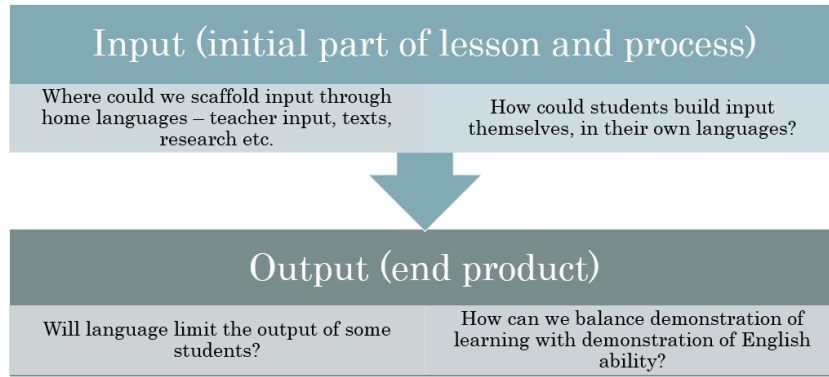 Input (initial part of lesson and process)
Where could we scaffold input through
home languages – teacher input, texts,
research etc.
How could students build input
themselves, in their own languages?
Output (end product)
Will language limit the output of some
students?
How can we balance demonstration of
learning with demonstration of English
ability?